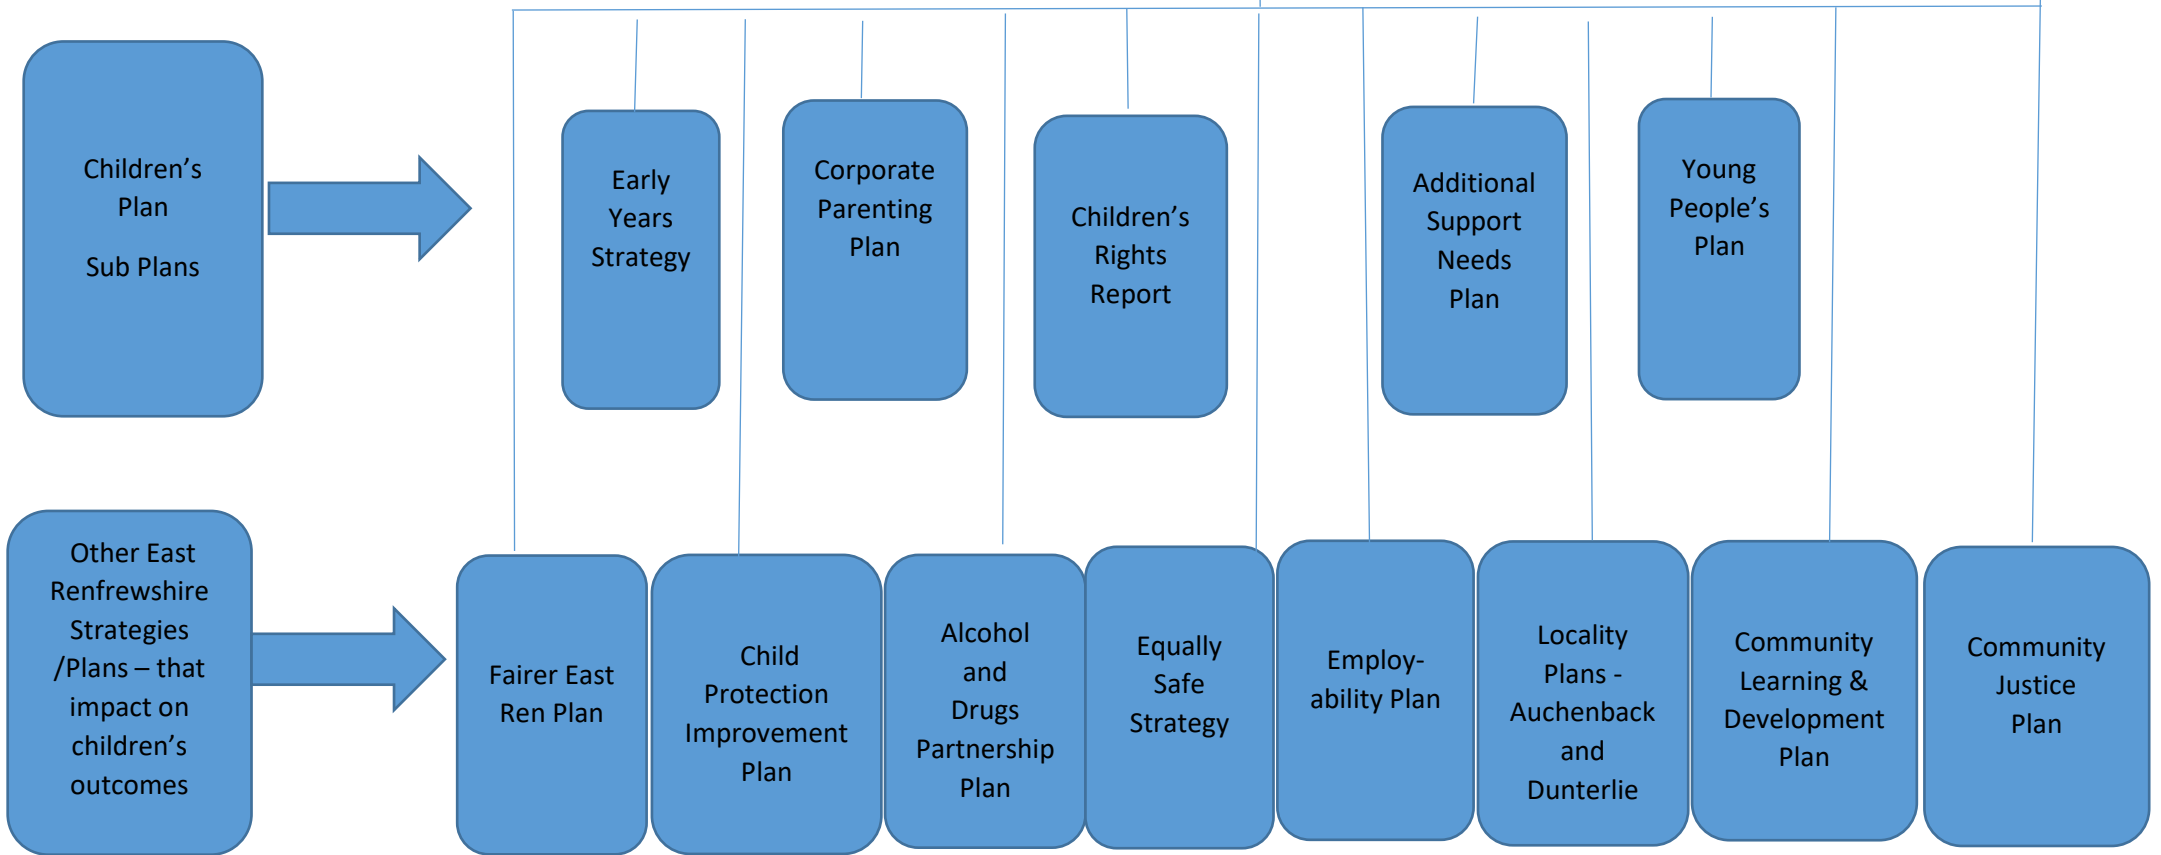 Children’s
Plan
Sub Plans
Early
Years
Strategy
Corporate
Parenting
Plan
Children’s
Rights
Report
Additional
Support
Needs
Plan
Young
People’s
Plan
Other East
Renfrewshire
Strategies
/Plans – that
impact on
children’s
outcomes
Fairer East
Ren Plan
Child
Protection
Improvement
Plan
Alcohol
and
Drugs
Partnership
Plan
Equally
Safe
Strategy
Employ-
ability Plan
Locality
Plans -
Auchenback
and
Dunterlie
Community
Learning &
Development
Plan
Community
Justice
Plan